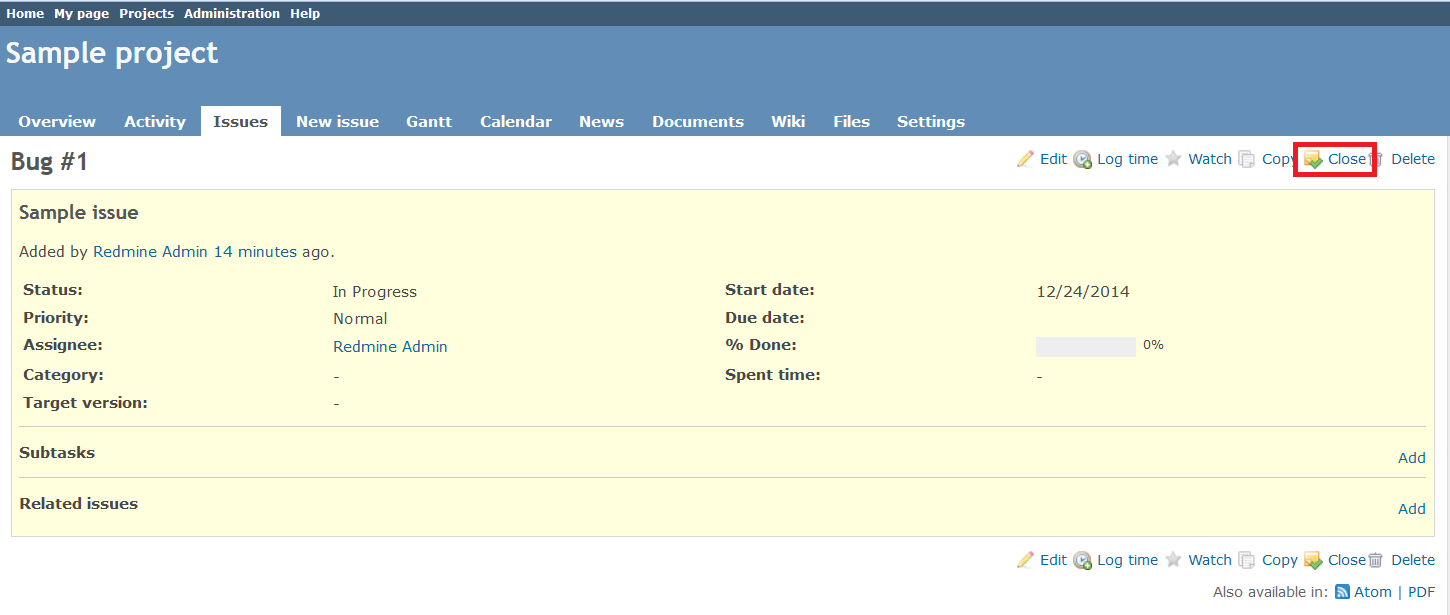 Home My page Projects Administration Help
Sample project
Overview Activity Issues New issue Gantt Calendar News Documents Wiki Files Settings
Bug #1 Edit Log time Watch Copy Close Delete
Sample issue
Added by Redmine Admin 14 minutes ago.
Status: In Progress Start date: 12/24/2014
Priority: Normal Due date:
Assignee: Redmine Admin % Done: 0%
Category: - Spent time: -
Target version: -
Subtasks Add
Related issues Add
Edit Log time Watch Copy Close Delete
Also available in: Atom | PDF